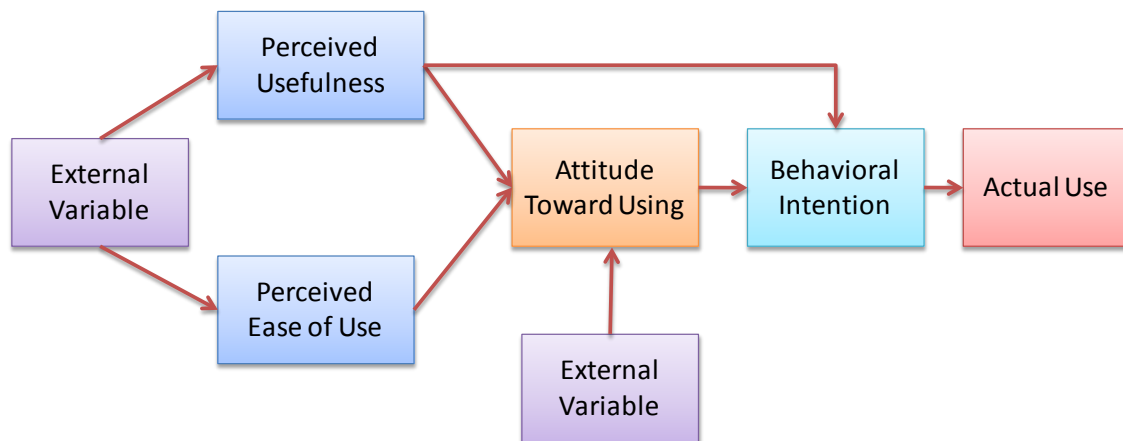 Perceived
Usefulness
External
Variable
Attitude
Toward Using
Behavioral
Intention
Actual Use
Perceived
Ease of Use
External
Variable